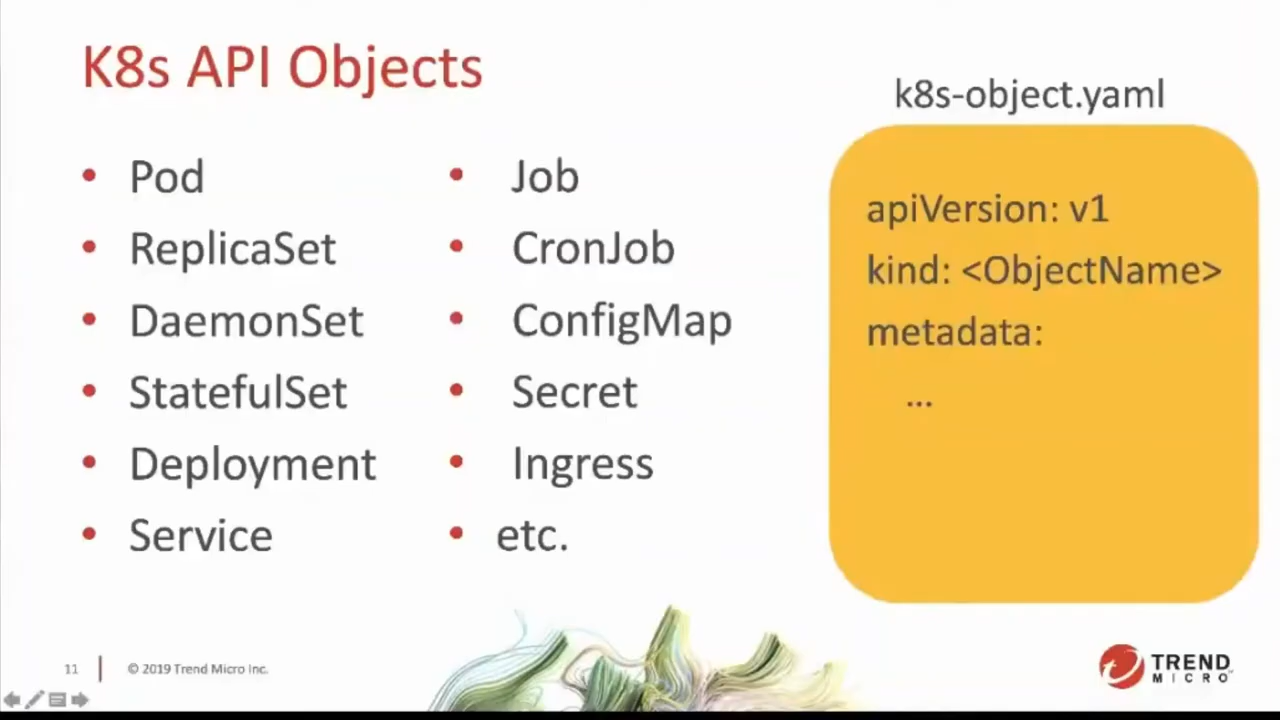 K8s API Objects
Pod
ReplicaSet
DaemonSet
StatefulSet
Deployment
Service
Job
CronJob
ConfigMap
Secret
Ingress
etc.
k8s-object.yaml
apiVersion: v1
kind: <ObjectName>
metadata:
...
11
© 2019 Trend Micro Inc.
TREND
MICRO